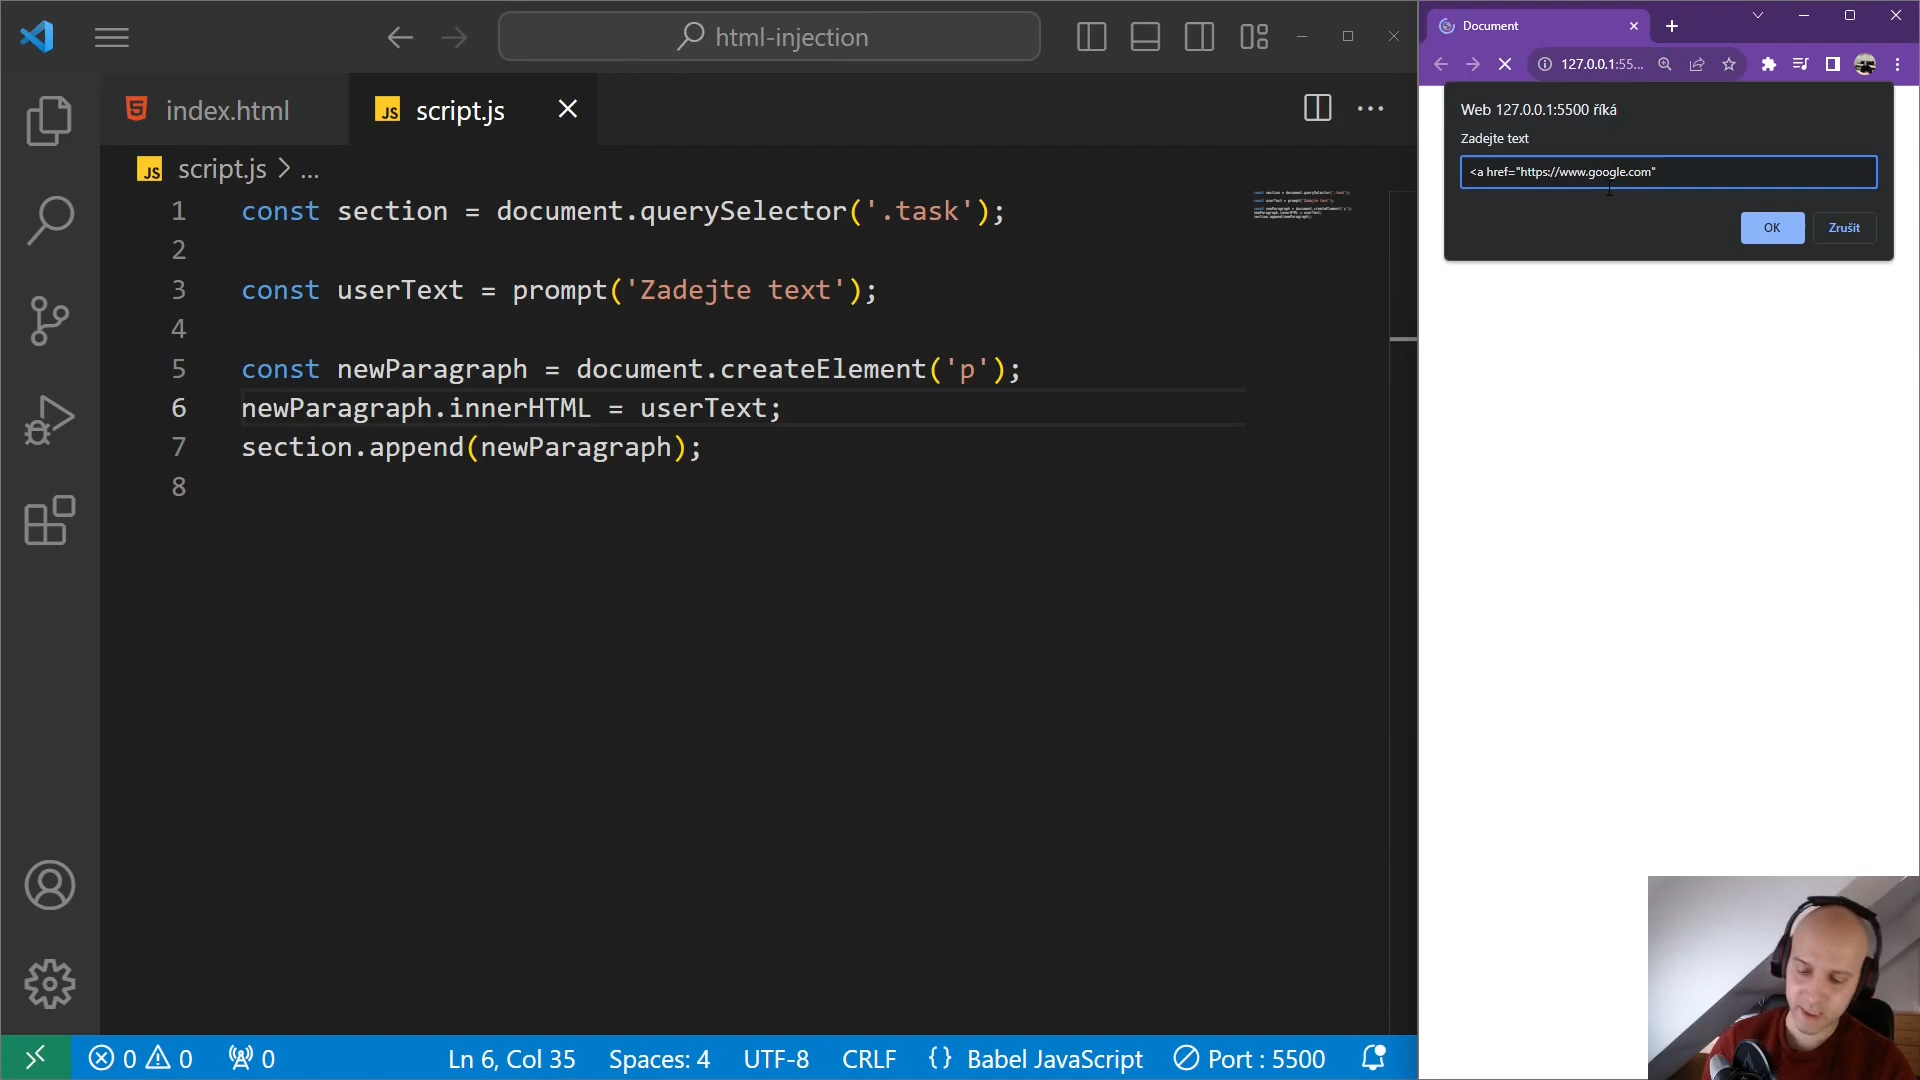 html-injection
index.html
script.js
script.js > ...
1 const section = document.querySelector('.task');
2
3 const userText = prompt('Zadejte text');
4
5 const newParagraph = document.createElement('p');
6 newParagraph.innerHTML = userText;
7 section.append(newParagraph);
8
0 0 0 Ln 6, Col 35 Spaces: 4 UTF-8 CRLF {} Babel JavaScript Port : 5500
Document
127.0.0.1:55...
Web 127.0.0.1:5500 říká
Zadejte text
<a href="https://www.google.com"
OK Zrušit